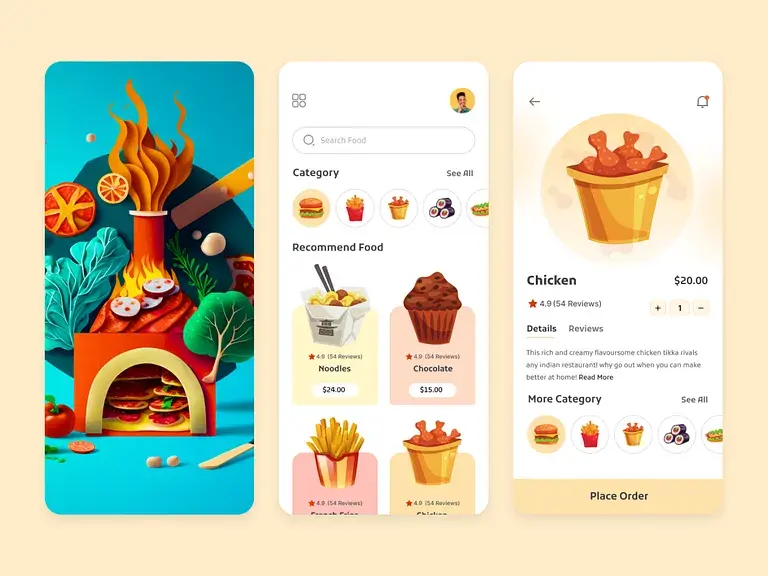 Search Food
Category
See All
Recommend Food
4.9 (54 Reviews)
Noodles
$24.00
4.9 (54 Reviews)
Chocolate
$15.00
4.9 (54 Reviews)
French Fries
4.9 (54 Reviews)
Chicken
Chicken
$20.00
4.9 (54 Reviews)
+ 1 −
Details
Reviews
This rich and creamy flavoursome chicken tikka rivals
any indian restaurant! why go out when you can make
better at home! Read More
More Category
See All
Place Order